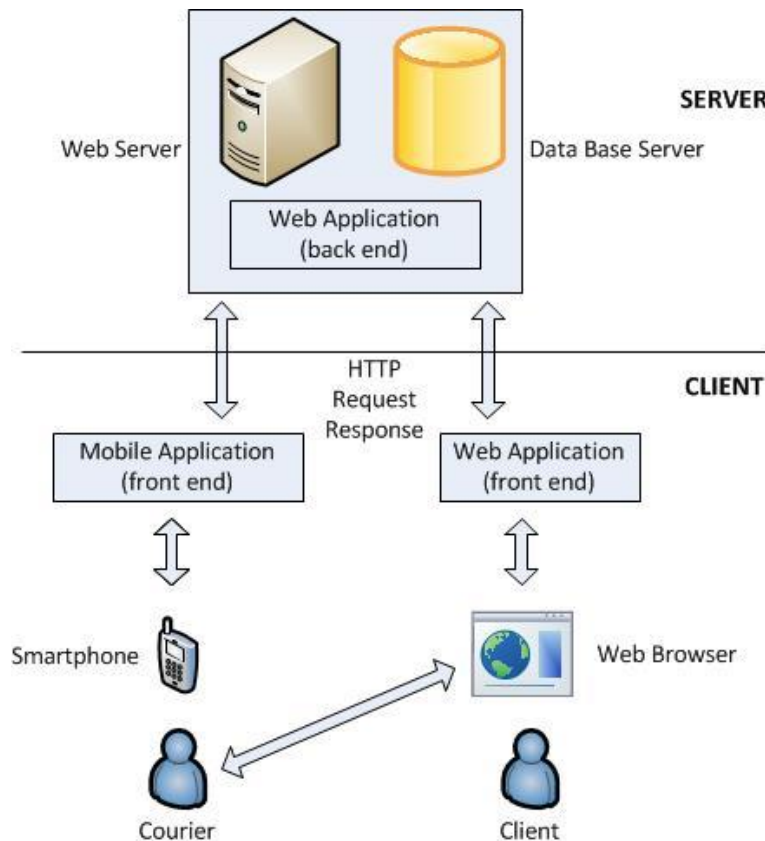 SERVER
Web Server
Data Base Server
Web Application
(back end)
HTTP
Request
Response
CLIENT
Mobile Application
(front end)
Web Application
(front end)
Smartphone
Web Browser
Courier
Client